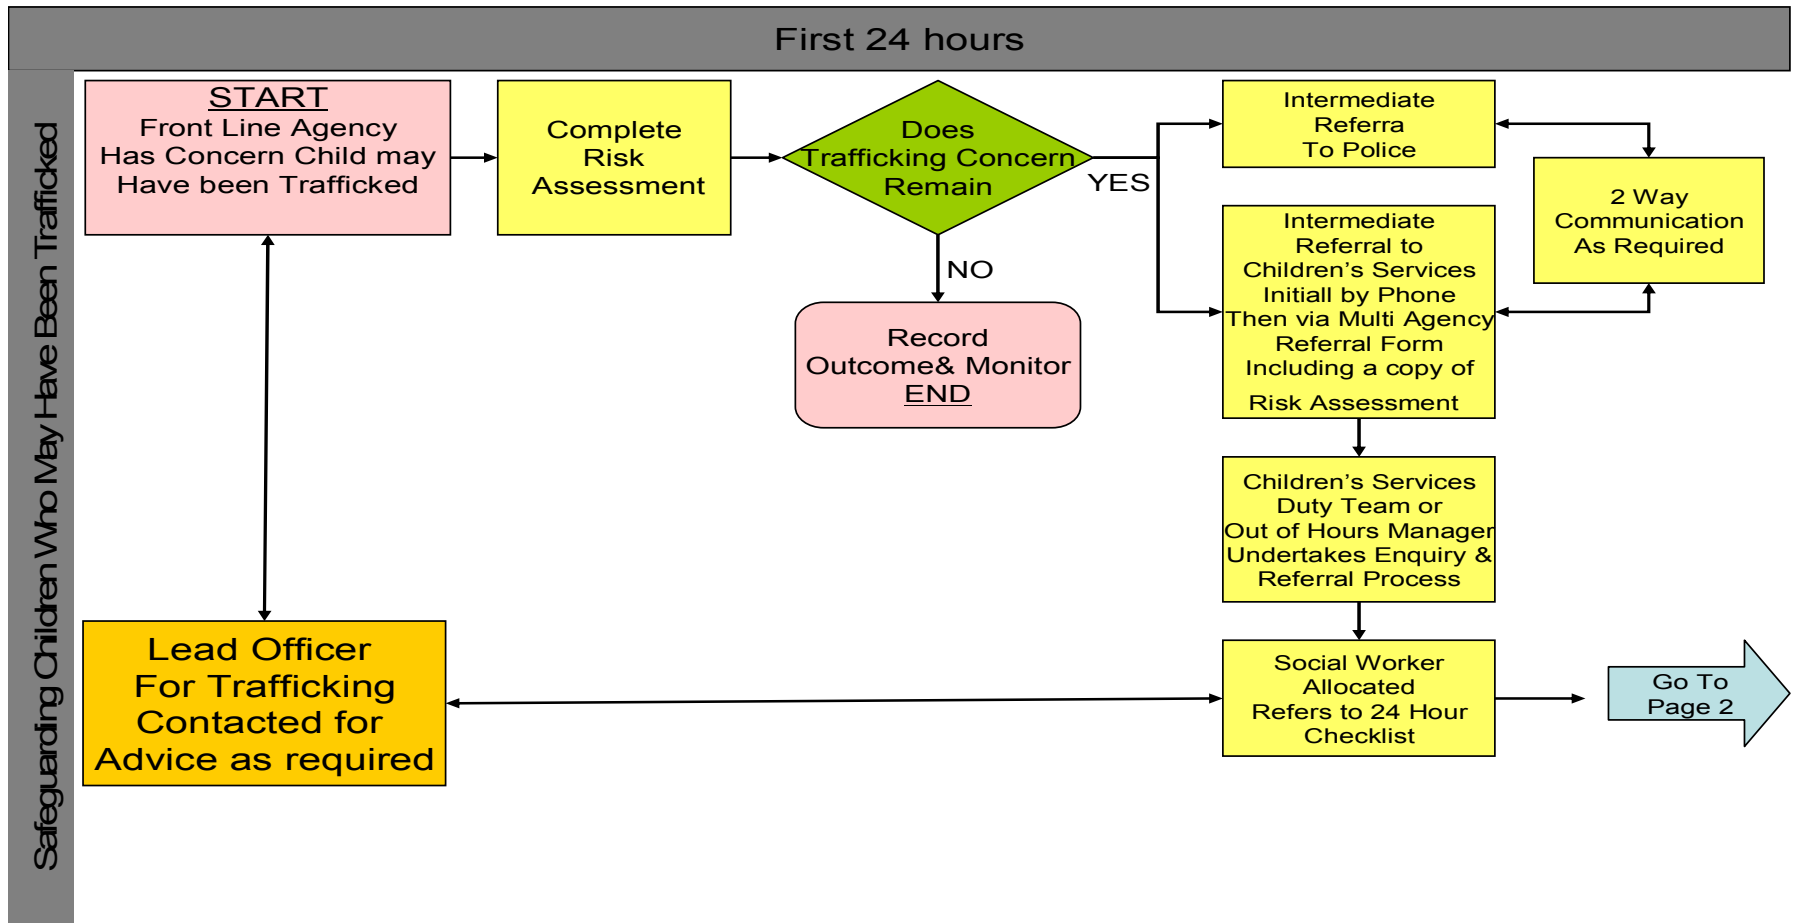 First 24 hours
Safeguarding Children Who May Have Been Trafficked
START
Front Line Agency
Has Concern Child may
Have been Trafficked
Complete
Risk
Assessment
Does
Trafficking Concern
Remain
YES
NO
Record
Outcome& Monitor
END
Intermediate
Referra
To Police
2 Way
Communication
As Required
Intermediate
Referral to
Children’s Services
Initiall by Phone
Then via Multi Agency
Referral Form
Including a copy of
Risk Assessment
Children’s Services
Duty Team or
Out of Hours Manager
Undertakes Enquiry &
Referral Process
Lead Officer
For Trafficking
Contacted for
Advice as required
Social Worker
Allocated
Refers to 24 Hour
Checklist
Go To
Page 2